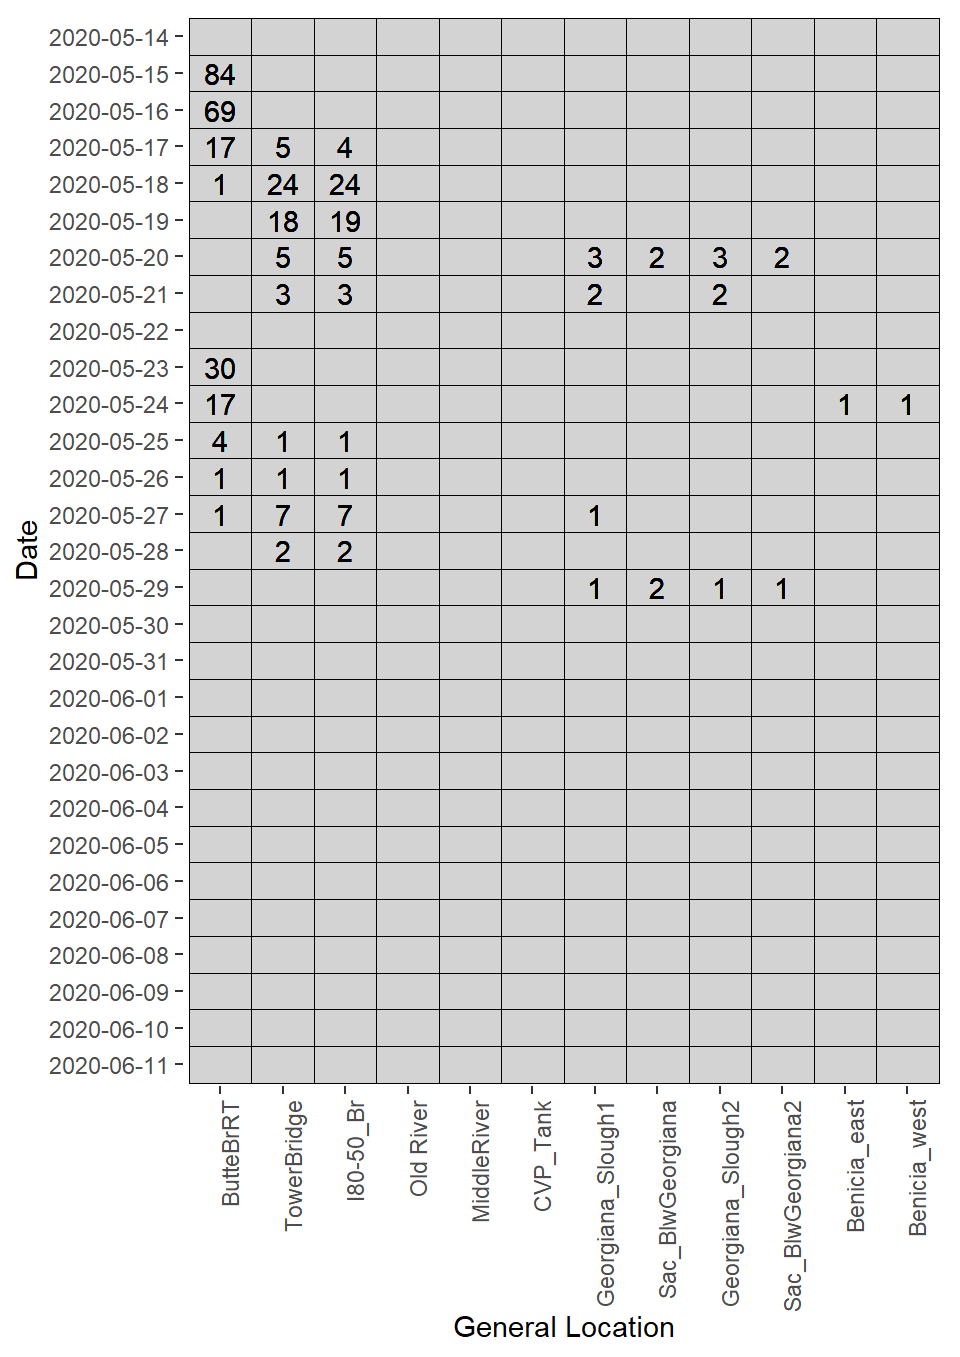 2020-05-14
2020-05-15 84
2020-05-16 69
2020-05-17 17 5 4
2020-05-18 1 24 24
2020-05-19 18 19
2020-05-20 5 5 3 2 3 2
2020-05-21 3 3 2 2
2020-05-22
2020-05-23 30
2020-05-24 17 1 1
2020-05-25 4 1 1
2020-05-26 1 1 1
2020-05-27 1 7 7 1
2020-05-28 2 2
2020-05-29 1 2 1 1
2020-05-30
2020-05-31
2020-06-01
2020-06-02
2020-06-03
2020-06-04
2020-06-05
2020-06-06
2020-06-07
2020-06-08
2020-06-09
2020-06-10
2020-06-11
Date
ButteBrRT
TowerBridge
I80-50_Br
Old River
MiddleRiver
CVP_Tank
Georgiana_Slough1
Sac_BlwGeorgiana
Georgiana_Slough2
Sac_BlwGeorgiana2
Benicia_east
Benicia_west
General Location